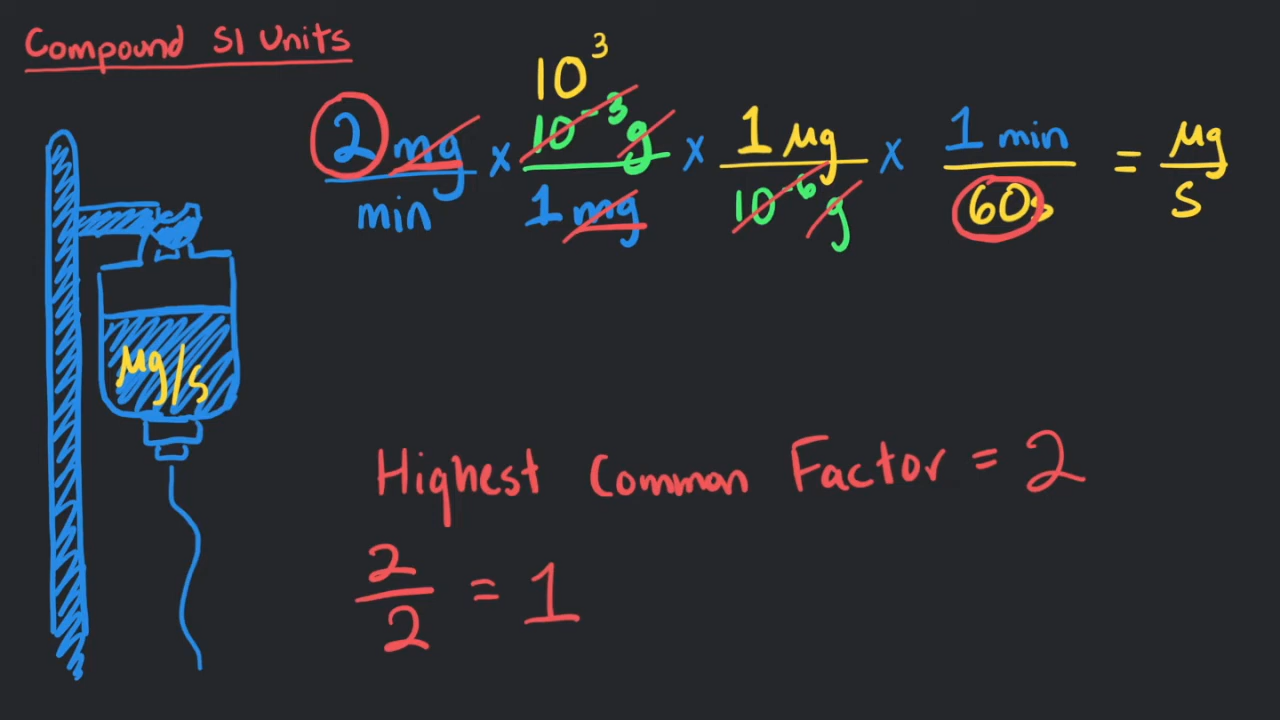 Compound SI Units
10³
2 mg/min × 10⁻³ g/1 mg × 1 µg/10⁻⁶ g × 1 min/60s = µg/s
µg/s
Highest Common Factor = 2
2/2 = 1